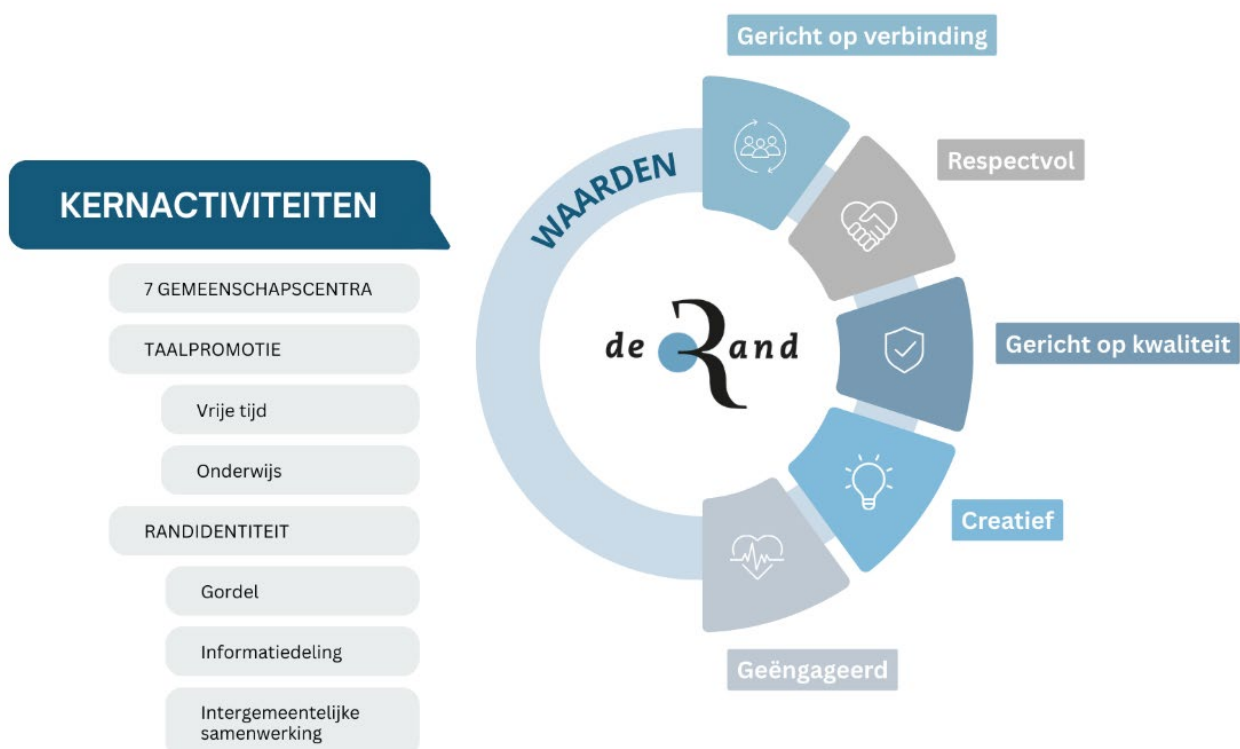 KERNACTIVITEITEN
7 GEMEENSCHAPSCENTRA
TAALPROMOTIE
Vrije tijd
Onderwijs
RANDIDENTITEIT
Gordel
Informatiedeling
Intergemeentelijke
samenwerking
WAARDEN
de Rand
Gericht op verbinding
Respectvol
Gericht op kwaliteit
Creatief
Geëngageerd